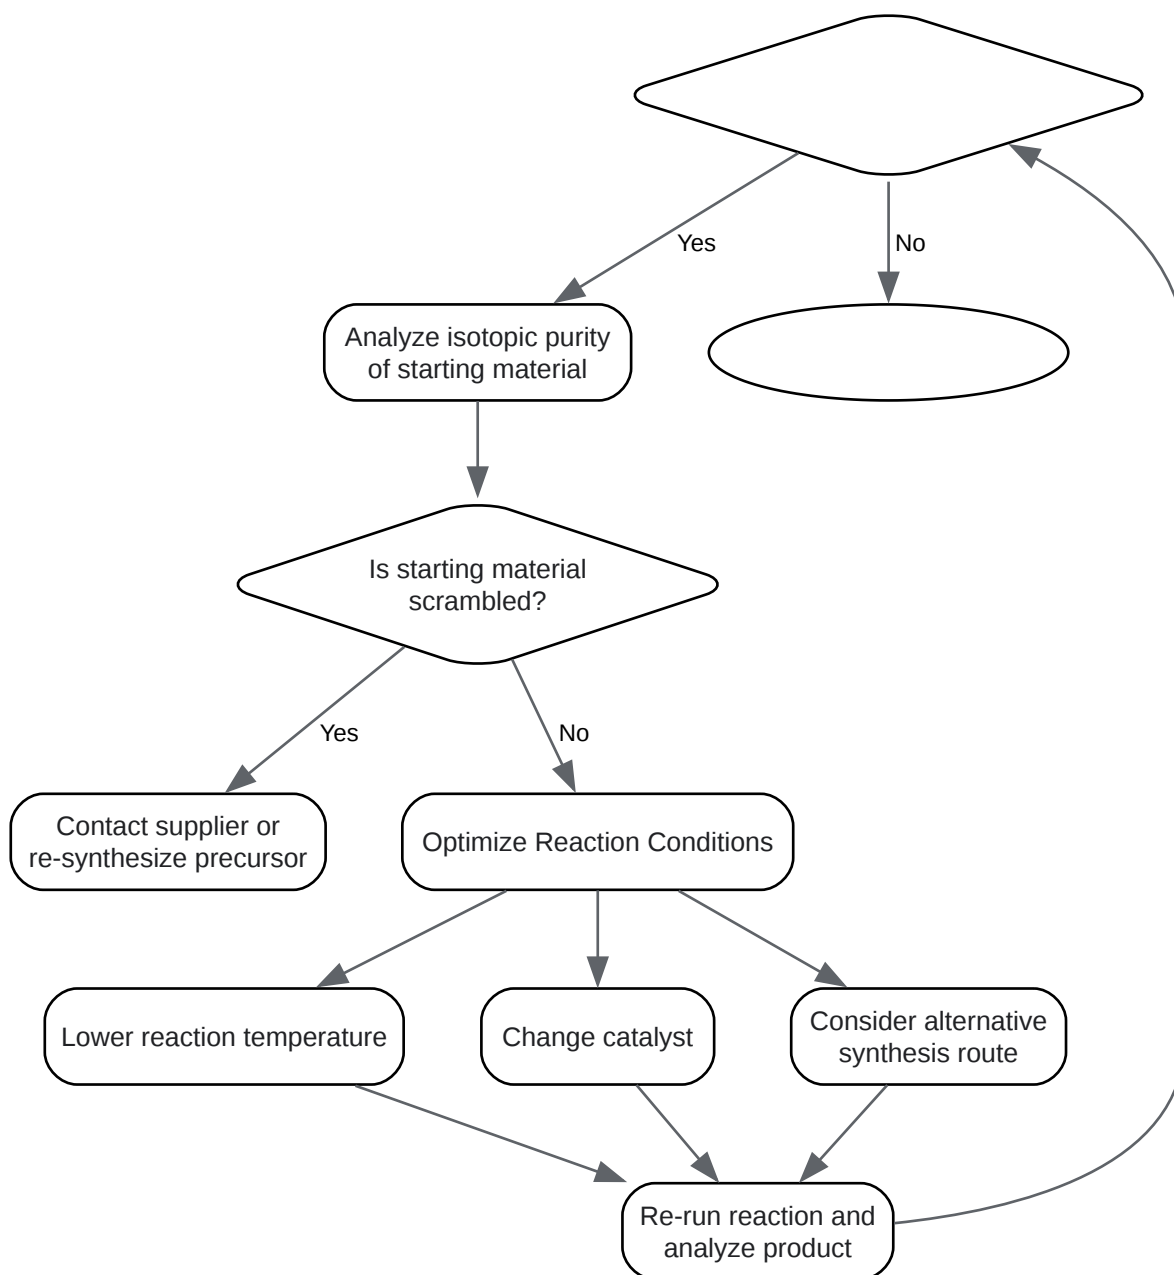 Yes
No
Analyze isotopic purity
of starting material
Is starting material
scrambled?
Yes
No
Contact supplier or
re-synthesize precursor
Optimize Reaction Conditions
Lower reaction temperature
Change catalyst
Consider alternative
synthesis route
Re-run reaction and
analyze product